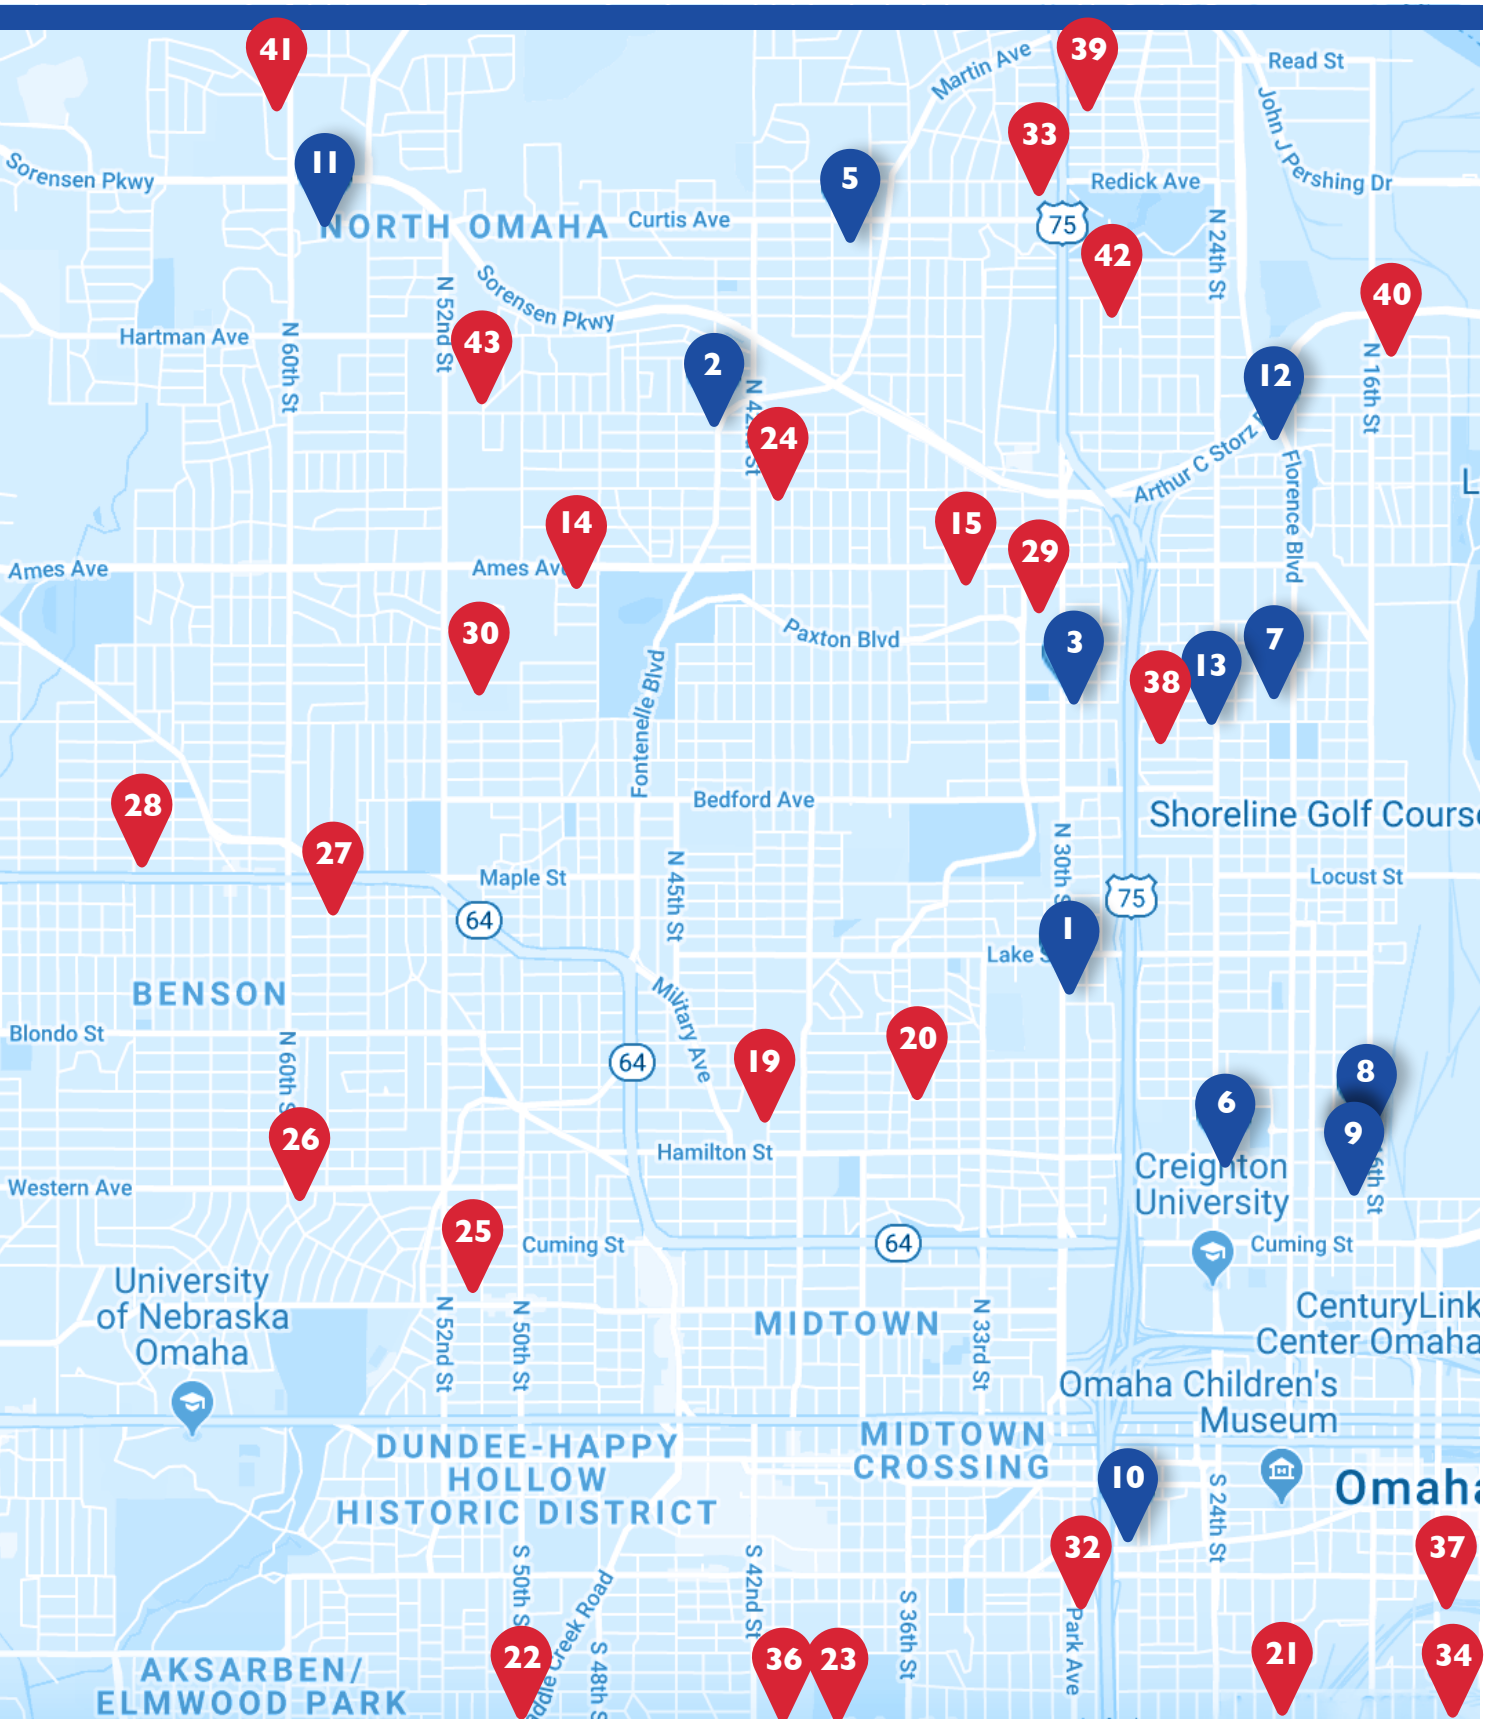 41
39
Martin Ave
Read St
John J Pershing Dr
33
11
5
Sorensen Pkwy
Redick Ave
NORTH OMAHA
Curtis Ave
75
N 24th St
42
40
Sorensen Pkwy
N 52nd St
Hartman Ave
N 60th St
43
2
12
N 16th St
N 42nd St
24
Arthur C Storz
Florence Blvd
L
14
15
29
Ames Ave
Ames Ave
30
Paxton Blvd
3
7
13
38
Fontenelle Blvd
28
Bedford Ave
Shoreline Golf Course
27
Maple St
N 45th St
N 30th S
Locust St
64
75
1
Lake S
BENSON
Military Ave
Blondo St
N 60th S
64
19
20
8
6
9
26
Hamilton St
Creighton
University
16th St
Western Ave
25
Cuming St
64
Cuming St
University
of Nebraska
Omaha
N 52nd St
N 50th St
MIDTOWN
N 33rd St
CenturyLink
Center Omaha
Omaha Children's
Museum
DUNDEE-HAPPY
HOLLOW
HISTORIC DISTRICT
MIDTOWN
CROSSING
10
S 24th St
Omaha
32
37
S 50th S
addle Creek Road
S 42nd St
S 36th St
Park Ave
S 48th S
22
36
23
21
34
AKSARBEN/
ELMWOOD PARK